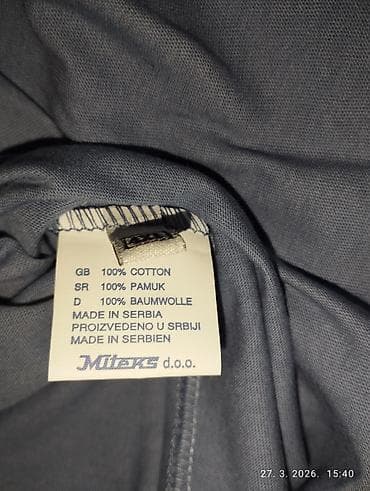 GB 100% COTTON
SR 100% PAMUK
D 100% BAUMWOLLE
MADE IN SERBIA
PROIZVEDENO U SRBIJI
MADE IN SERBIEN
Miteks d.o.o.
27. 3. 2026. 15:40